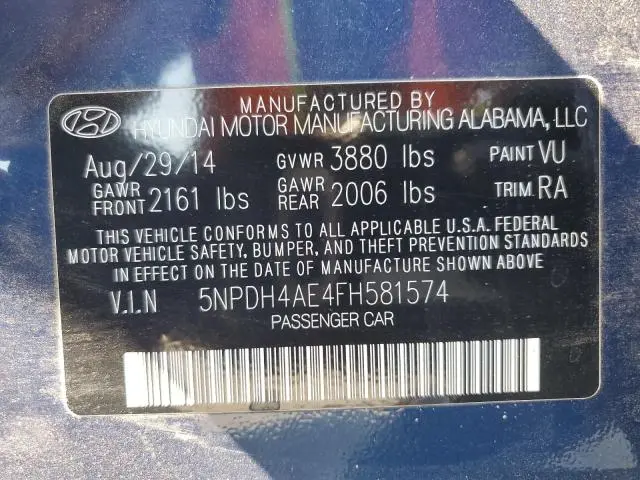 MANUFACTURED BY
HYUNDAI MOTOR MANUFACTURING ALABAMA, LLC
Aug/29/14 GVWR 3880 lbs PAINT VU
GAWR FRONT 2161 lbs GAWR REAR 2006 lbs TRIM RA
THIS VEHICLE CONFORMS TO ALL APPLICABLE U.S.A. FEDERAL
MOTOR VEHICLE SAFETY, BUMPER, AND THEFT PREVENTION STANDARDS
IN EFFECT ON THE DATE OF MANUFACTURE SHOWN ABOVE.
V.I.N 5NPDH4AE4FH581574
PASSENGER CAR